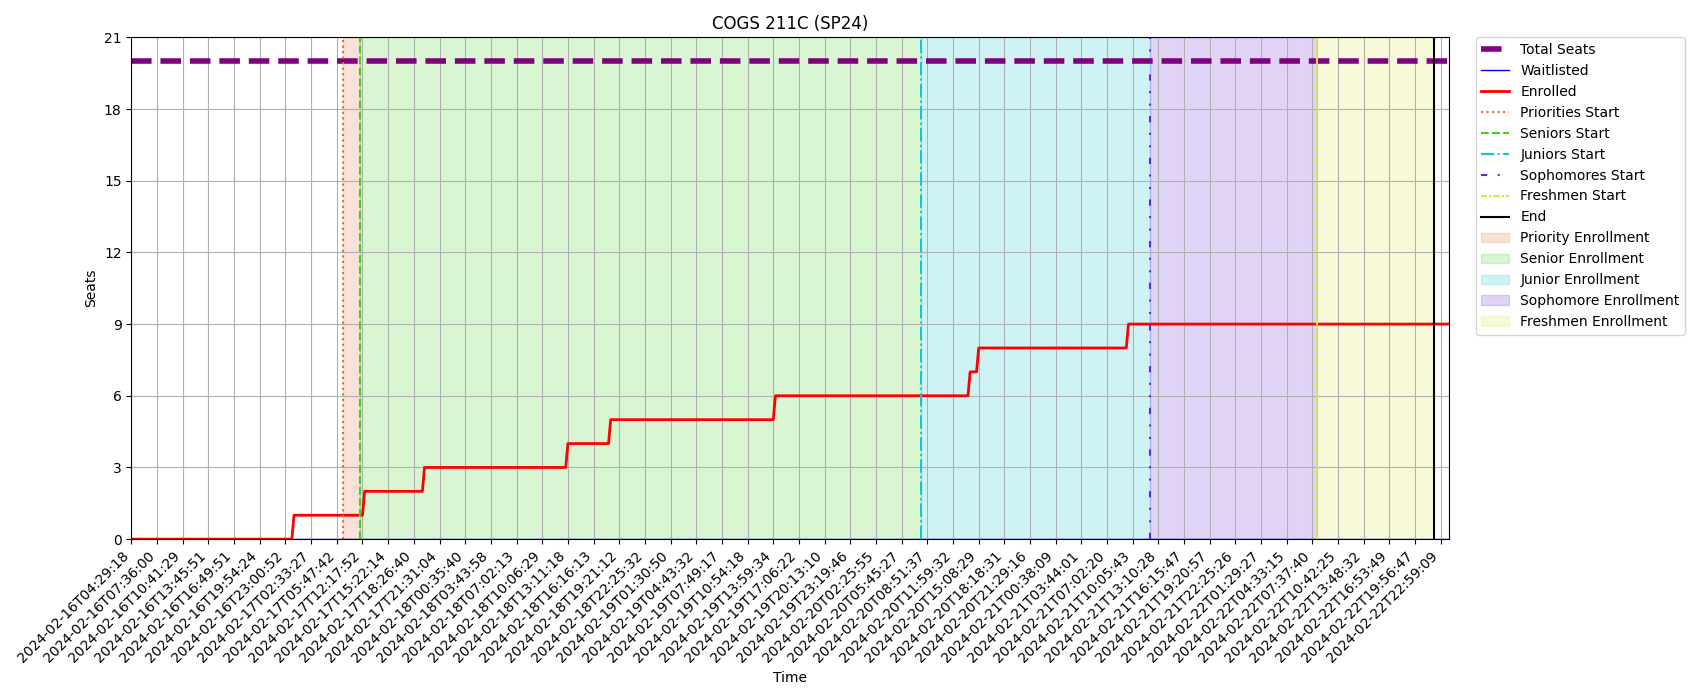 COGS 211C (SP24)
Seats
21
18
15
12
9
6
3
0
2024-02-16T04:29:18
2024-02-16T07:36:00
2024-02-16T10:41:29
2024-02-16T13:45:51
2024-02-16T16:49:51
2024-02-16T19:54:24
2024-02-16T23:00:52
2024-02-17T02:33:27
2024-02-17T05:47:42
2024-02-17T12:17:52
2024-02-17T15:22:14
2024-02-17T18:26:40
2024-02-17T21:31:04
2024-02-18T00:35:40
2024-02-18T03:43:58
2024-02-18T07:02:13
2024-02-18T10:06:29
2024-02-18T13:11:18
2024-02-18T16:16:13
2024-02-18T19:21:12
2024-02-18T22:25:32
2024-02-19T01:30:50
2024-02-19T04:43:32
2024-02-19T07:49:17
2024-02-19T10:54:18
2024-02-19T13:59:34
2024-02-19T17:06:22
2024-02-19T20:13:10
2024-02-19T23:19:46
2024-02-20T02:25:55
2024-02-20T05:45:27
2024-02-20T08:51:37
2024-02-20T11:59:32
2024-02-20T15:08:29
2024-02-20T18:18:31
2024-02-20T21:29:16
2024-02-21T00:38:09
2024-02-21T03:44:01
2024-02-21T07:02:20
2024-02-21T10:05:43
2024-02-21T13:10:28
2024-02-21T16:15:47
2024-02-21T19:20:57
2024-02-21T22:25:26
2024-02-22T01:29:27
2024-02-22T04:33:15
2024-02-22T07:37:40
2024-02-22T10:42:25
2024-02-22T13:48:32
2024-02-22T16:53:49
2024-02-22T19:56:47
2024-02-22T22:59:09
Time
Total Seats
Waitlisted
Enrolled
Priorities Start
Seniors Start
Juniors Start
Sophomores Start
Freshmen Start
End
Priority Enrollment
Senior Enrollment
Junior Enrollment
Sophomore Enrollment
Freshmen Enrollment